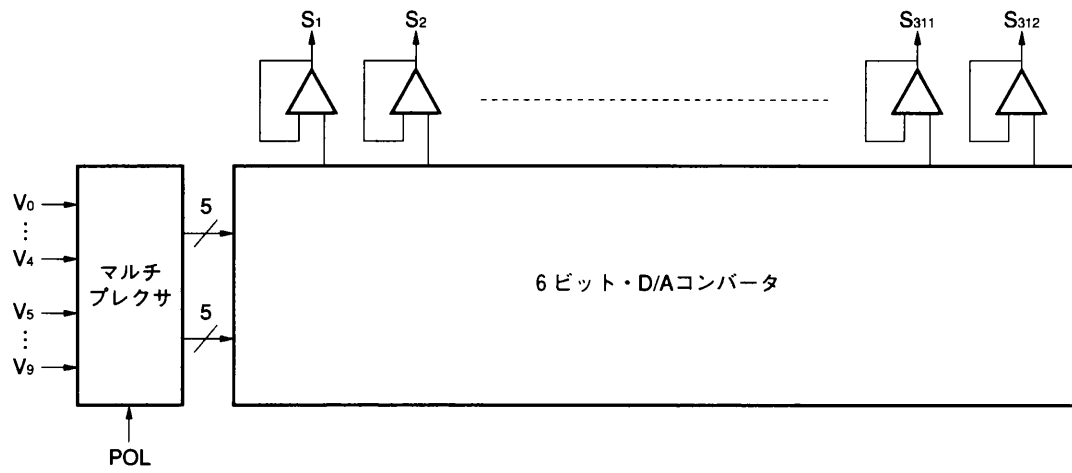 S1 S2 S311 S312
V0
⋮
V4
V5
⋮
V9
マルチ
プレクサ
5
5
6ビット・D/Aコンバータ
POL